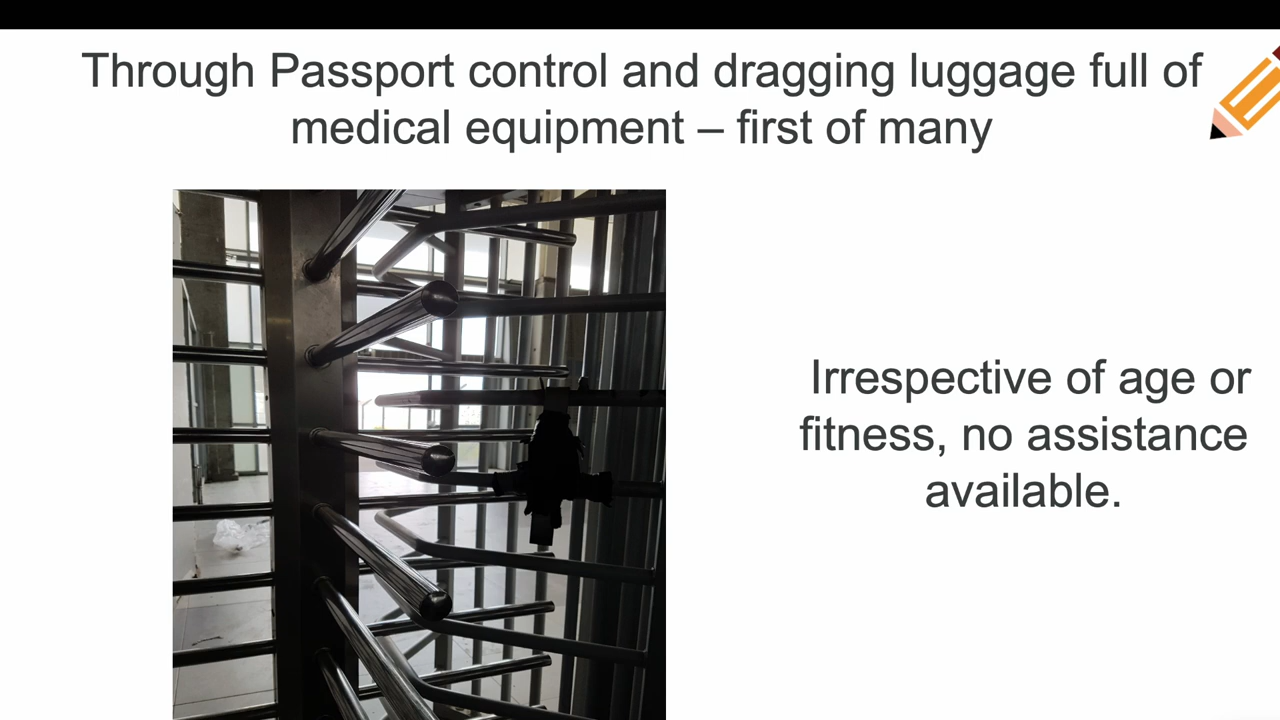 Through Passport control and dragging luggage full of
medical equipment – first of many
Irrespective of age or
fitness, no assistance
available.